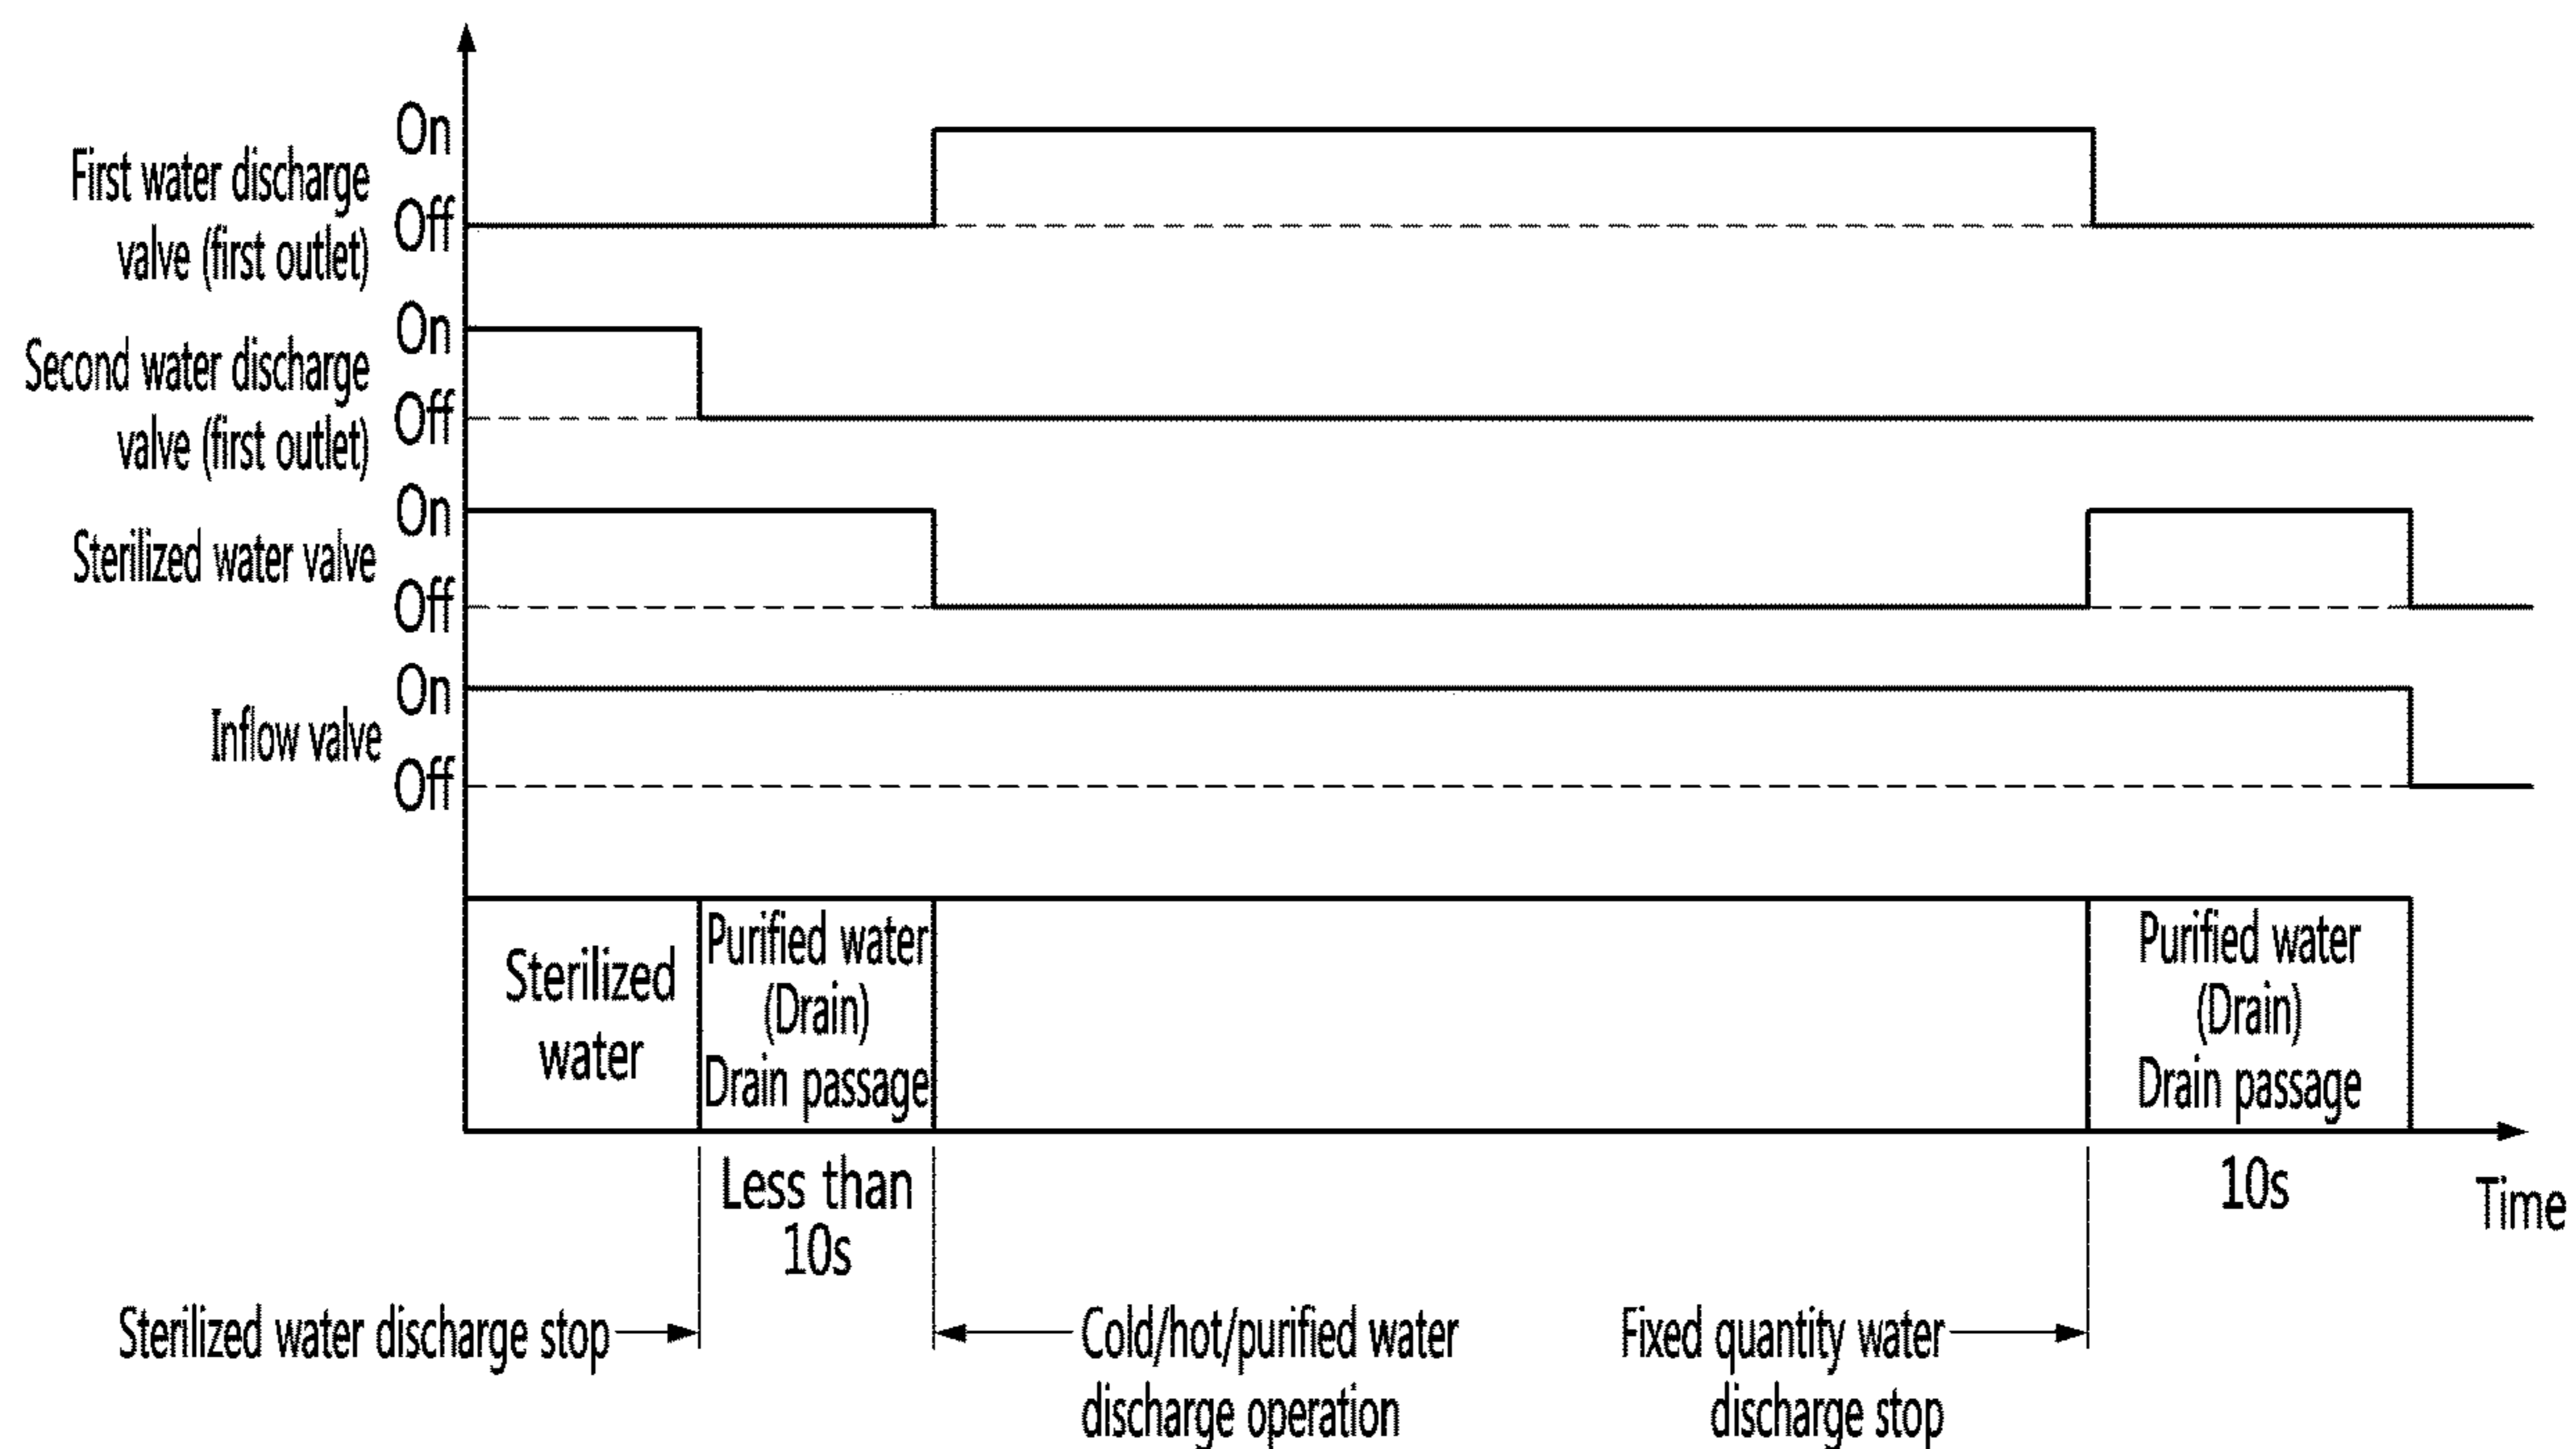 On
First water discharge
valve (first outlet)
Off
On
Second water discharge
valve (first outlet)
Off
On
Sterilized water valve
Off
On
Inflow valve
Off
Sterilized
water
Purified water
(Drain)
Drain passage
Purified water
(Drain)
Drain passage
Less than
10s
10s
Time
Sterilized water discharge stop
Cold/hot/purified water
discharge operation
Fixed quantity water
discharge stop